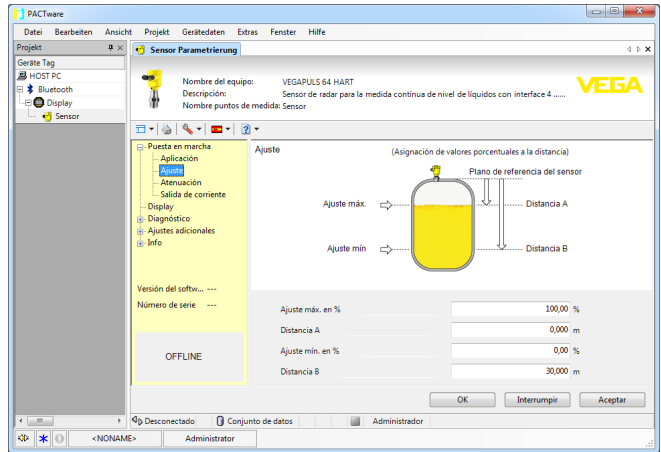 PACTware
Datei Bearbeiten Ansicht Projekt Gerätedaten Extras Fenster Hilfe
Projekt
Geräte Tag
HOST PC
Bluetooth
Display
Sensor
Sensor Parametrierung
Nombre del equipo: VEGAPULS 64 HART
Descripción: Sensor de radar para la medida continua de nivel de líquidos con interface 4 ......
Nombre puntos de medida: Sensor
VEGA
Puesta en marcha
Aplicación
Ajuste
Atenuación
Salida de corriente
Display
Diagnóstico
Ajustes adicionales
Info
Versión del softw... ---
Número de serie ---
OFFLINE
Ajuste
(Asignación de valores porcentuales a la distancia)
Plano de referencia del sensor
Ajuste máx.
Distancia A
Ajuste mín
Distancia B
Ajuste máx. en % 100,00 %
Distancia A 0,000 m
Ajuste mín. en % 0,00 %
Distancia B 30,000 m
OK Interrumpir Aceptar
Desconectado Conjunto de datos Administrador
<NONAME> Administrator